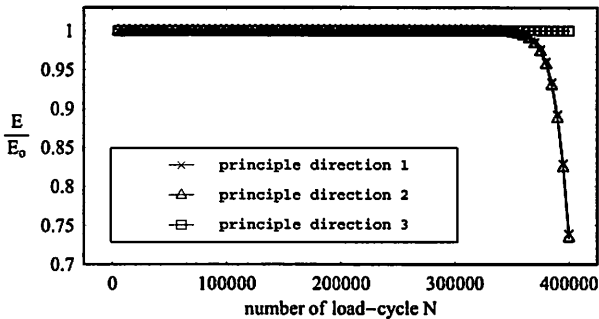 1
0.95
0.9
0.85
0.8
0.75
0.7
E
E₀
principle direction 1
principle direction 2
principle direction 3
0 100000 200000 300000 400000
number of load-cycle N